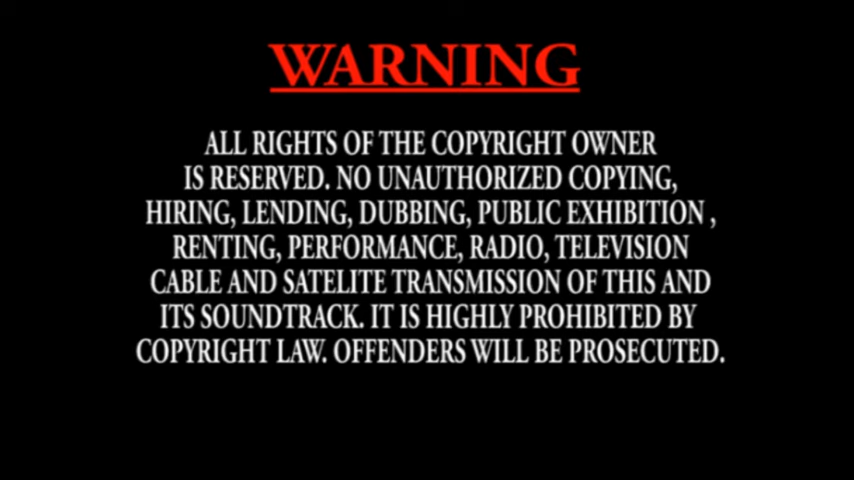 WARNING
ALL RIGHTS OF THE COPYRIGHT OWNER
IS RESERVED. NO UNAUTHORIZED COPYING,
HIRING, LENDING, DUBBING, PUBLIC EXHIBITION ,
RENTING, PERFORMANCE, RADIO, TELEVISION
CABLE AND SATELITE TRANSMISSION OF THIS AND
ITS SOUNDTRACK. IT IS HIGHLY PROHIBITED BY
COPYRIGHT LAW. OFFENDERS WILL BE PROSECUTED.